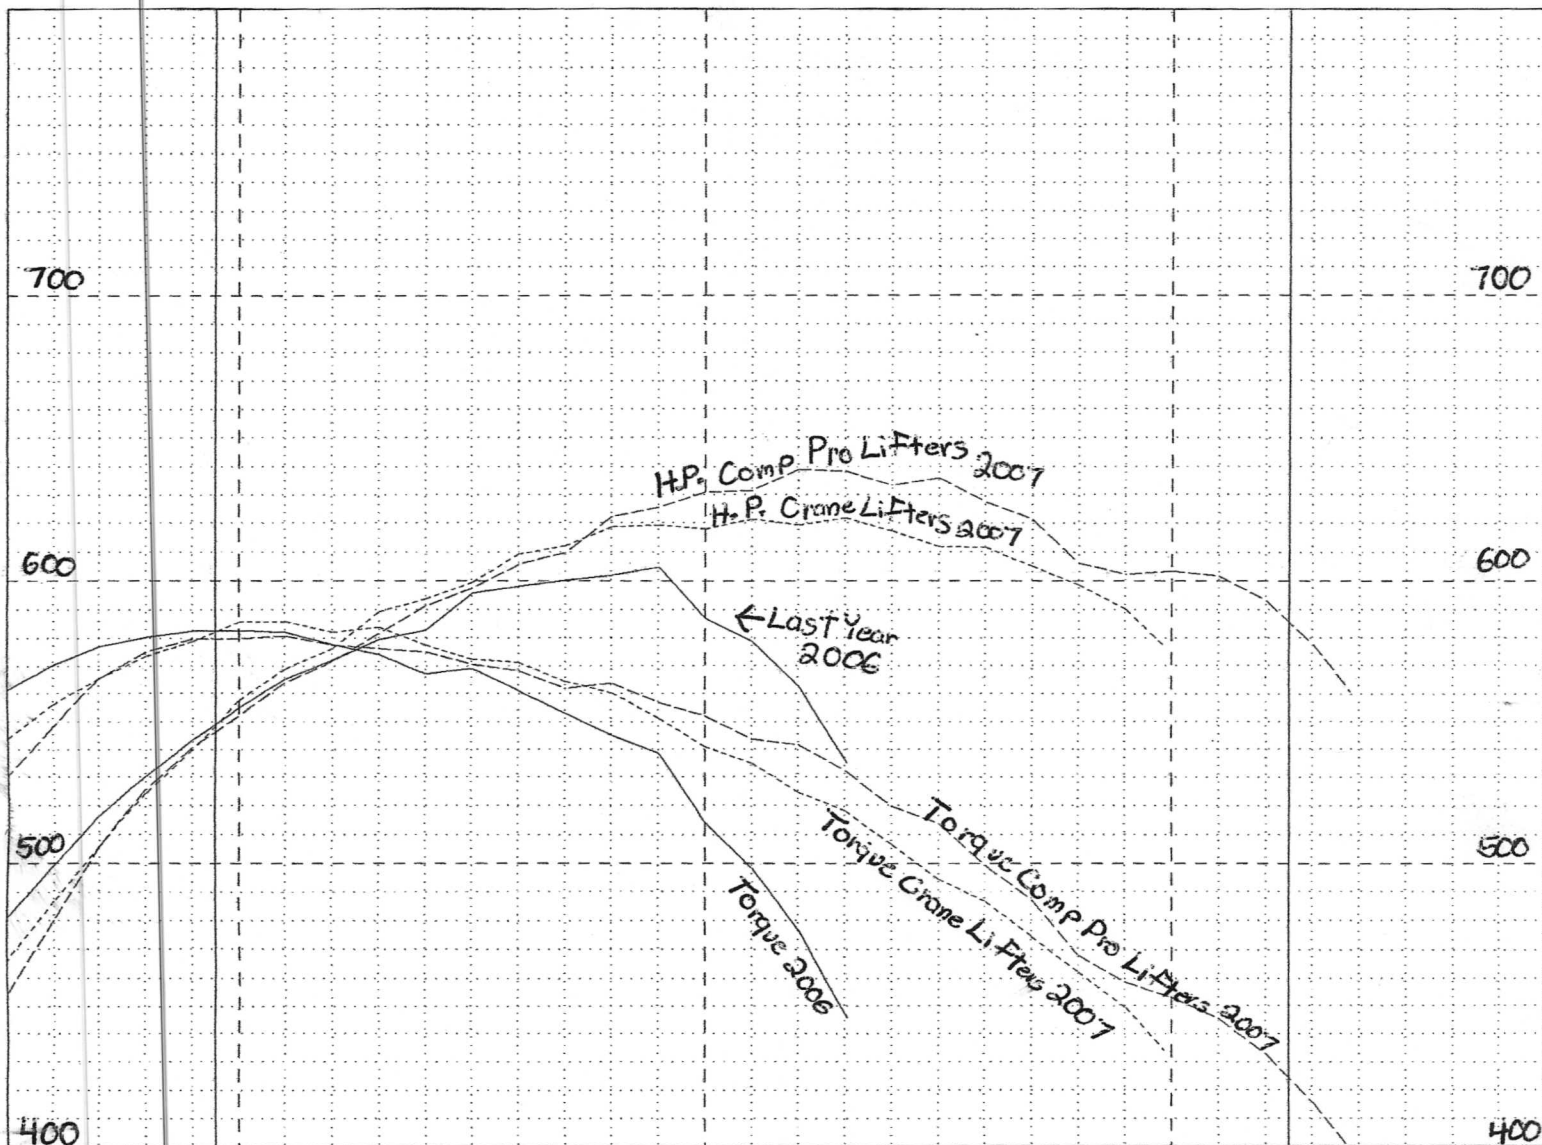 700
700
H.P. Comp Pro Lifters 2007
H.P. Crane Lifters 2007
600
600
←Last Year
2006
500
500
Torque Comp Pro Lifters 2007
Torque Crane Lifters 2007
Torque 2006
400
400